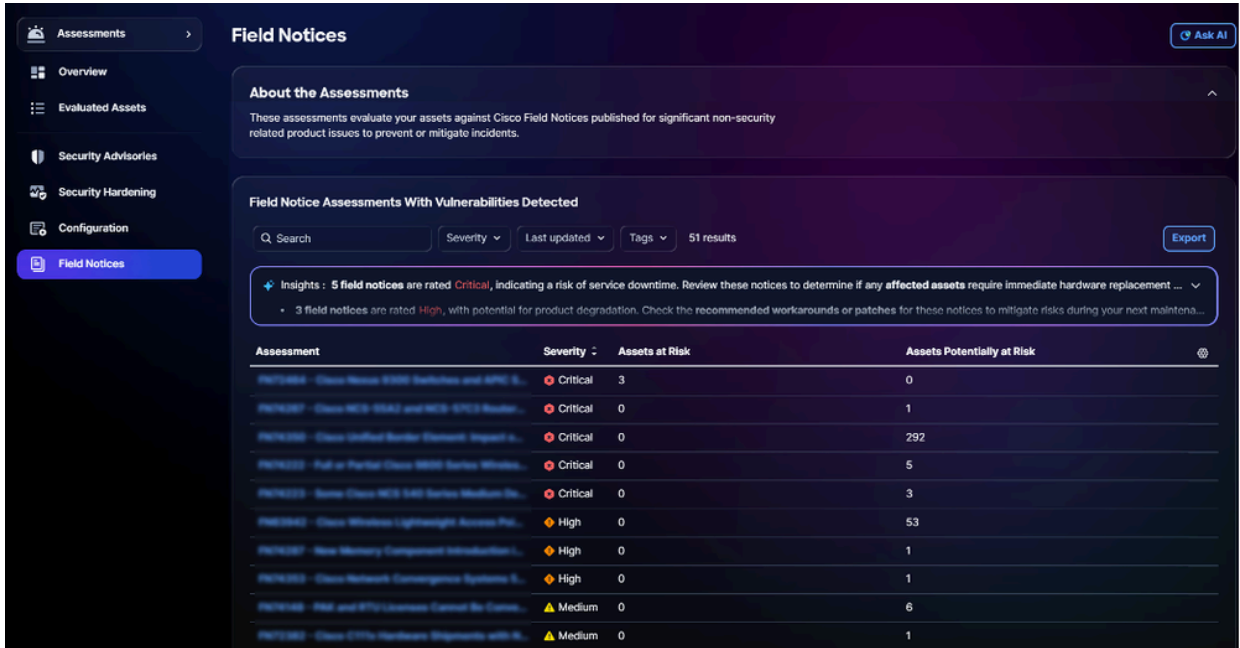 Assessments
Field Notices
Ask AI
Overview
Evaluated Assets
Security Advisories
Security Hardening
Configuration
Field Notices
About the Assessments
These assessments evaluate your assets against Cisco Field Notices published for significant non-security
related product issues to prevent or mitigate incidents.
Field Notice Assessments With Vulnerabilities Detected
Search Severity Last updated Tags 51 results Export
Insights : 5 field notices are rated Critical, indicating a risk of service downtime. Review these notices to determine if any affected assets require immediate hardware replacement ...
• 3 field notices are rated High, with potential for product degradation. Check the recommended workarounds or patches for these notices to mitigate risks during your next maintena...
Assessment Severity Assets at Risk Assets Potentially at Risk
Critical 3 0
Critical 0 1
Critical 0 292
Critical 0 5
Critical 0 3
High 0 53
High 0 1
High 0 1
Medium 0 6
Medium 0 1